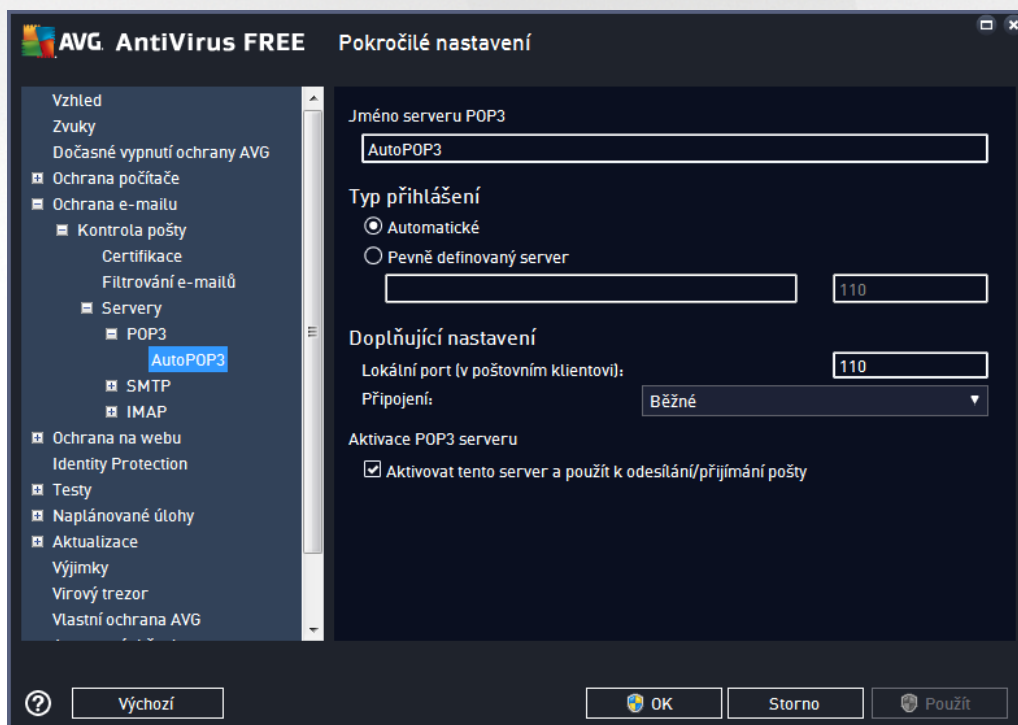 AVG. AntiVirus FREE Pokročilé nastavení
Vzhled
Zvuky
Dočasné vypnutí ochrany AVG
Ochrana počítače
Ochrana e-mailu
Kontrola pošty
Certifikace
Filtrování e-mailů
Servery
POP3
AutoPOP3
SMTP
IMAP
Ochrana na webu
Identity Protection
Testy
Naplánované úlohy
Aktualizace
Výjimky
Virový trezor
Vlastní ochrana AVG
Jméno serveru POP3
AutoPOP3
Typ přihlášení
Automatické
Pevně definovaný server
110
Doplňující nastavení
Lokální port (v poštovním klientovi): 110
Připojení: Běžné
Aktivace POP3 serveru
Aktivovat tento server a použít k odesílání/přijímání pošty
Výchozí OK Storno Použít